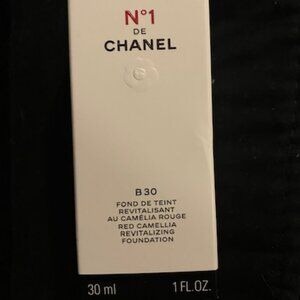 N°1
DE
CHANEL
B30
FOND DE TEINT
REVITALISANT
AU CAMÉLIA ROUGE
RED CAMELLIA
REVITALIZING
FOUNDATION
30 ml 1 FL.OZ.